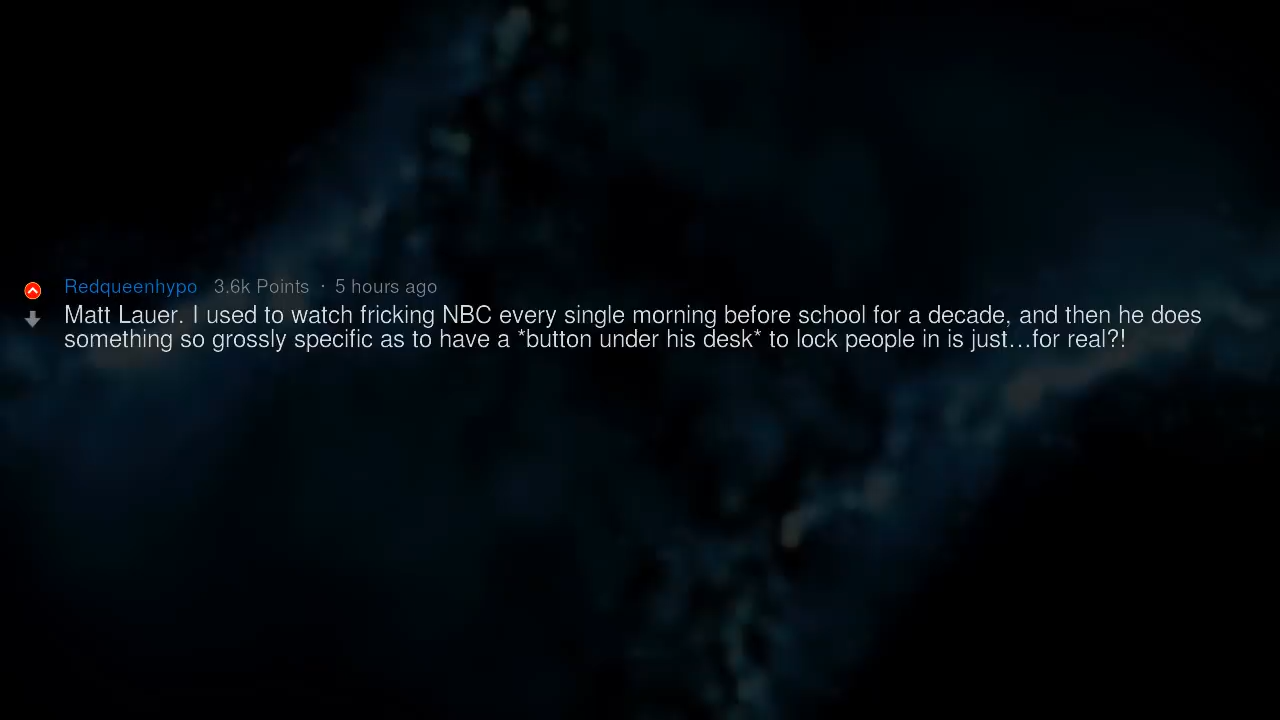 Redqueenhypo 3.6k Points · 5 hours ago
Matt Lauer. I used to watch fricking NBC every single morning before school for a decade, and then he does
something so grossly specific as to have a *button under his desk* to lock people in is just...for real?!